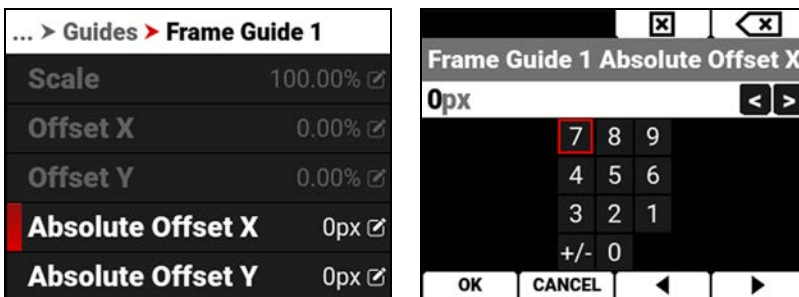 ... > Guides > Frame Guide 1
Scale 100.00%
Offset X 0.00%
Offset Y 0.00%
Absolute Offset X 0px
Absolute Offset Y 0px
Frame Guide 1 Absolute Offset X
0px < >
7 8 9
4 5 6
3 2 1
+/- 0
OK CANCEL ◀ ▶